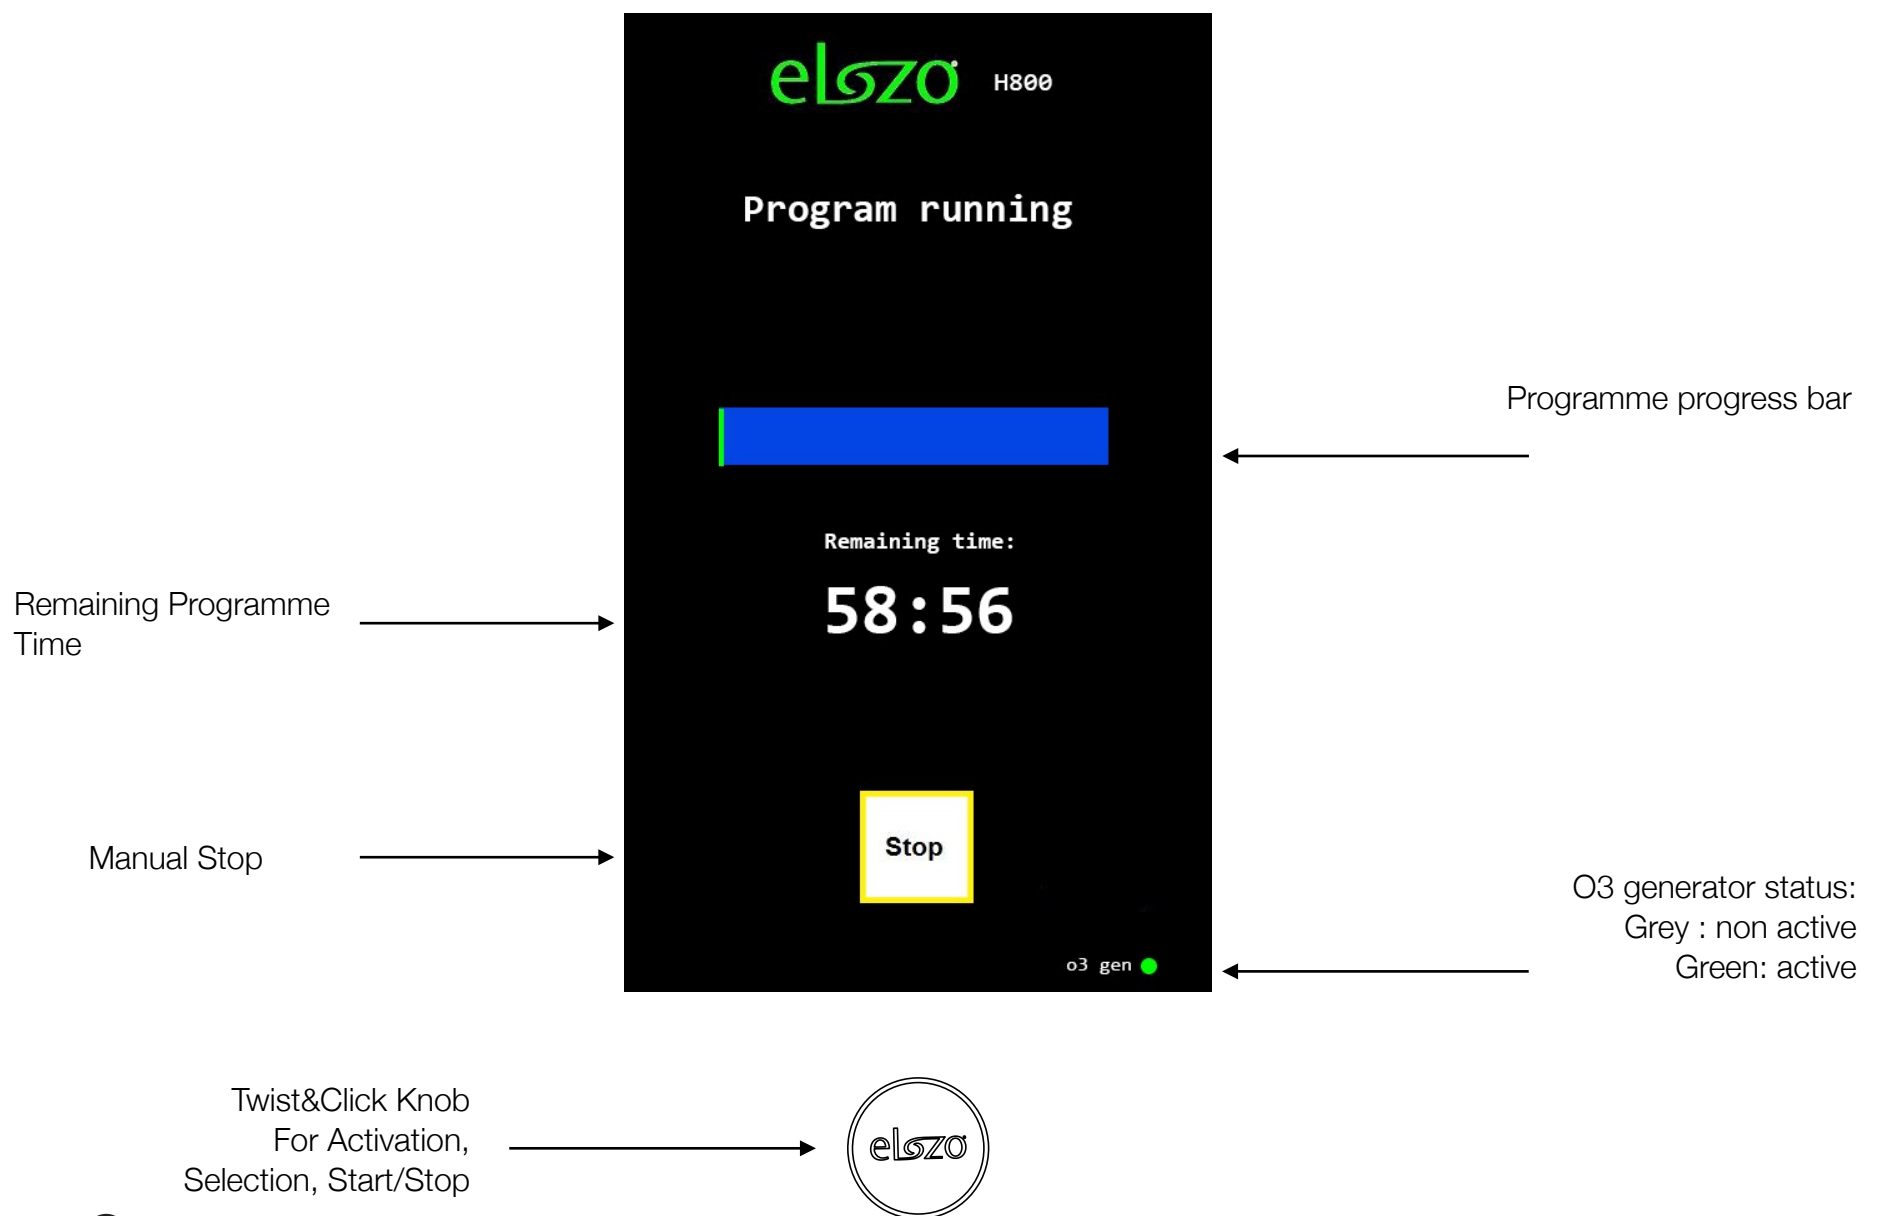 elozo H800
Program running
Programme progress bar
Remaining time:
58:56
Remaining Programme
Time
Stop
Manual Stop
O3 generator status:
Grey : non active
Green: active
o3 gen
Twist&Click Knob
For Activation,
Selection, Start/Stop
elozo